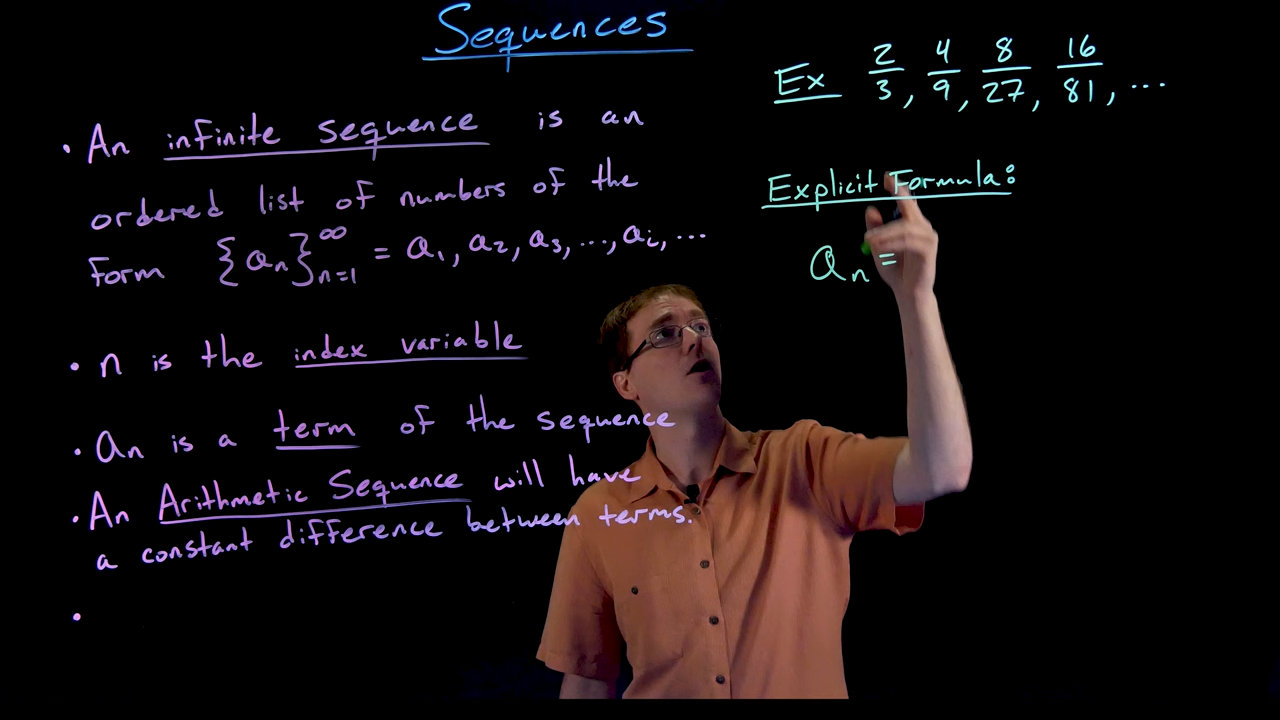 Sequences
• An infinite sequence is an
ordered list of numbers of the
form {aₙ}ₙ₌₁^∞ = a₁, a₂, a₃, ..., aᵢ, ...
• n is the index variable
• aₙ is a term of the sequence
• An Arithmetic Sequence will have
a constant difference between terms.
•
Ex 2/3, 4/9, 8/27, 16/81, ...
Explicit Formula:
aₙ =